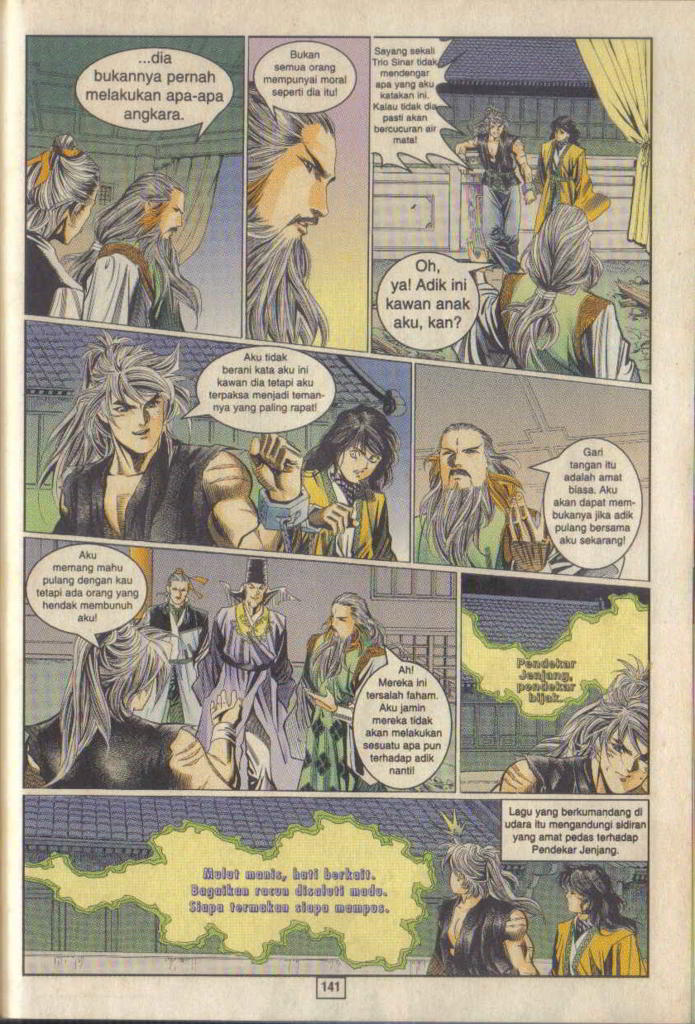 ...dia
bukannya pernah
melakukan apa-apa
angkara.
Bukan
semua orang
mempunyai moral
seperti dia itu!
Sayang sekali
Trio Sinar tidak
mendengar
apa yang aku
katakan ini.
Kalau tidak dia
pasti akan
bercucuran air
mata!
Oh,
ya! Adik ini
kawan anak
aku, kan?
Aku tidak
berani kata aku ini
kawan dia tetapi aku
terpaksa menjadi teman-
nya yang paling rapat!
Gari
tangan itu
adalah amat
biasa. Aku
akan dapat mem-
bukanya jika adik
pulang bersama
aku sekarang!
Aku
memang mahu
pulang dengan kau
tetapi ada orang yang
hendak membunuh
aku!
Ah!
Mereka ini
tersalah faham.
Aku jamin
mereka tidak
akan melakukan
sesuatu apa pun
terhadap adik
nanti!
Pendekar
Jenjang,
pendekar
bijak..
Lagu yang berkumandang di
udara itu mengandungi sidiran
yang amat pedas terhadap
Pendekar Jenjang.
Mulut manis, hati berkait.
Bagaikan racun disaluti madu.
Siapa termakan siapa mampus.
141